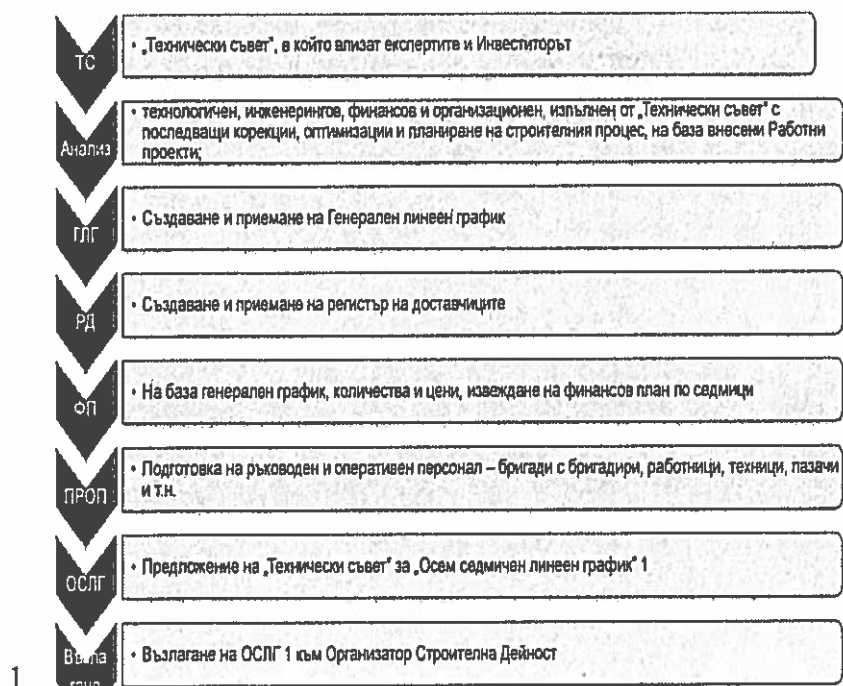 ТС
• „Технически съвет", в който влизат експертите и Инвеститорът
Анализ
• технологичен, инженерингов, финансов и организационен, изпълнен от „Технически съвет" с
последващи корекции, оптимизации и планиране на строителния процес, на база внесени Работни
проекти;
ГЛГ
• Създаване и приемане на Генерален линеен график
РД
• Създаване и приемане на регистър на доставчиците
ФП
• На база генерален график, количества и цени, извеждане на финансов план по седмици
ПРОП
• Подготовка на ръководен и оперативен персонал – бригади с бригадири, работници, техници, пазачи
и т.н.
ОСЛГ
• Предложение на „Технически съвет" за „Осем седмичен линеен график" 1
Възла
гане
• Възлагане на ОСЛГ 1 към Организатор Строителна Дейност
1